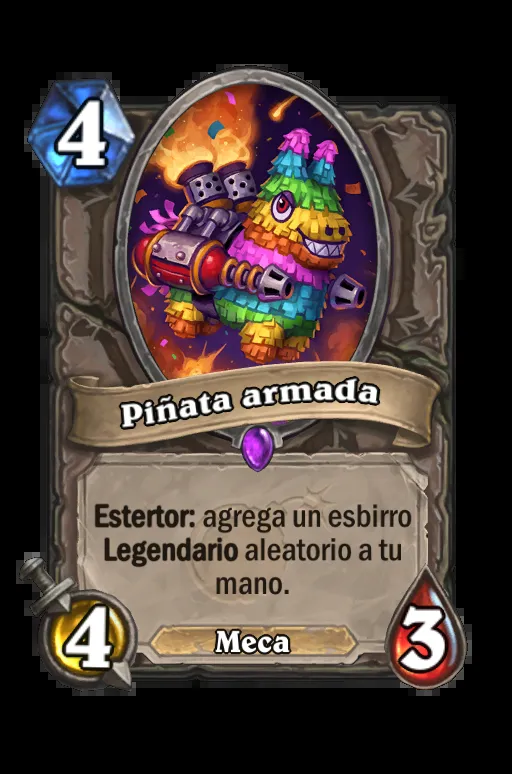 4
Piñata armada
Estertor: agrega un esbirro
Legendario aleatorio a tu
mano.
4
Meca
3